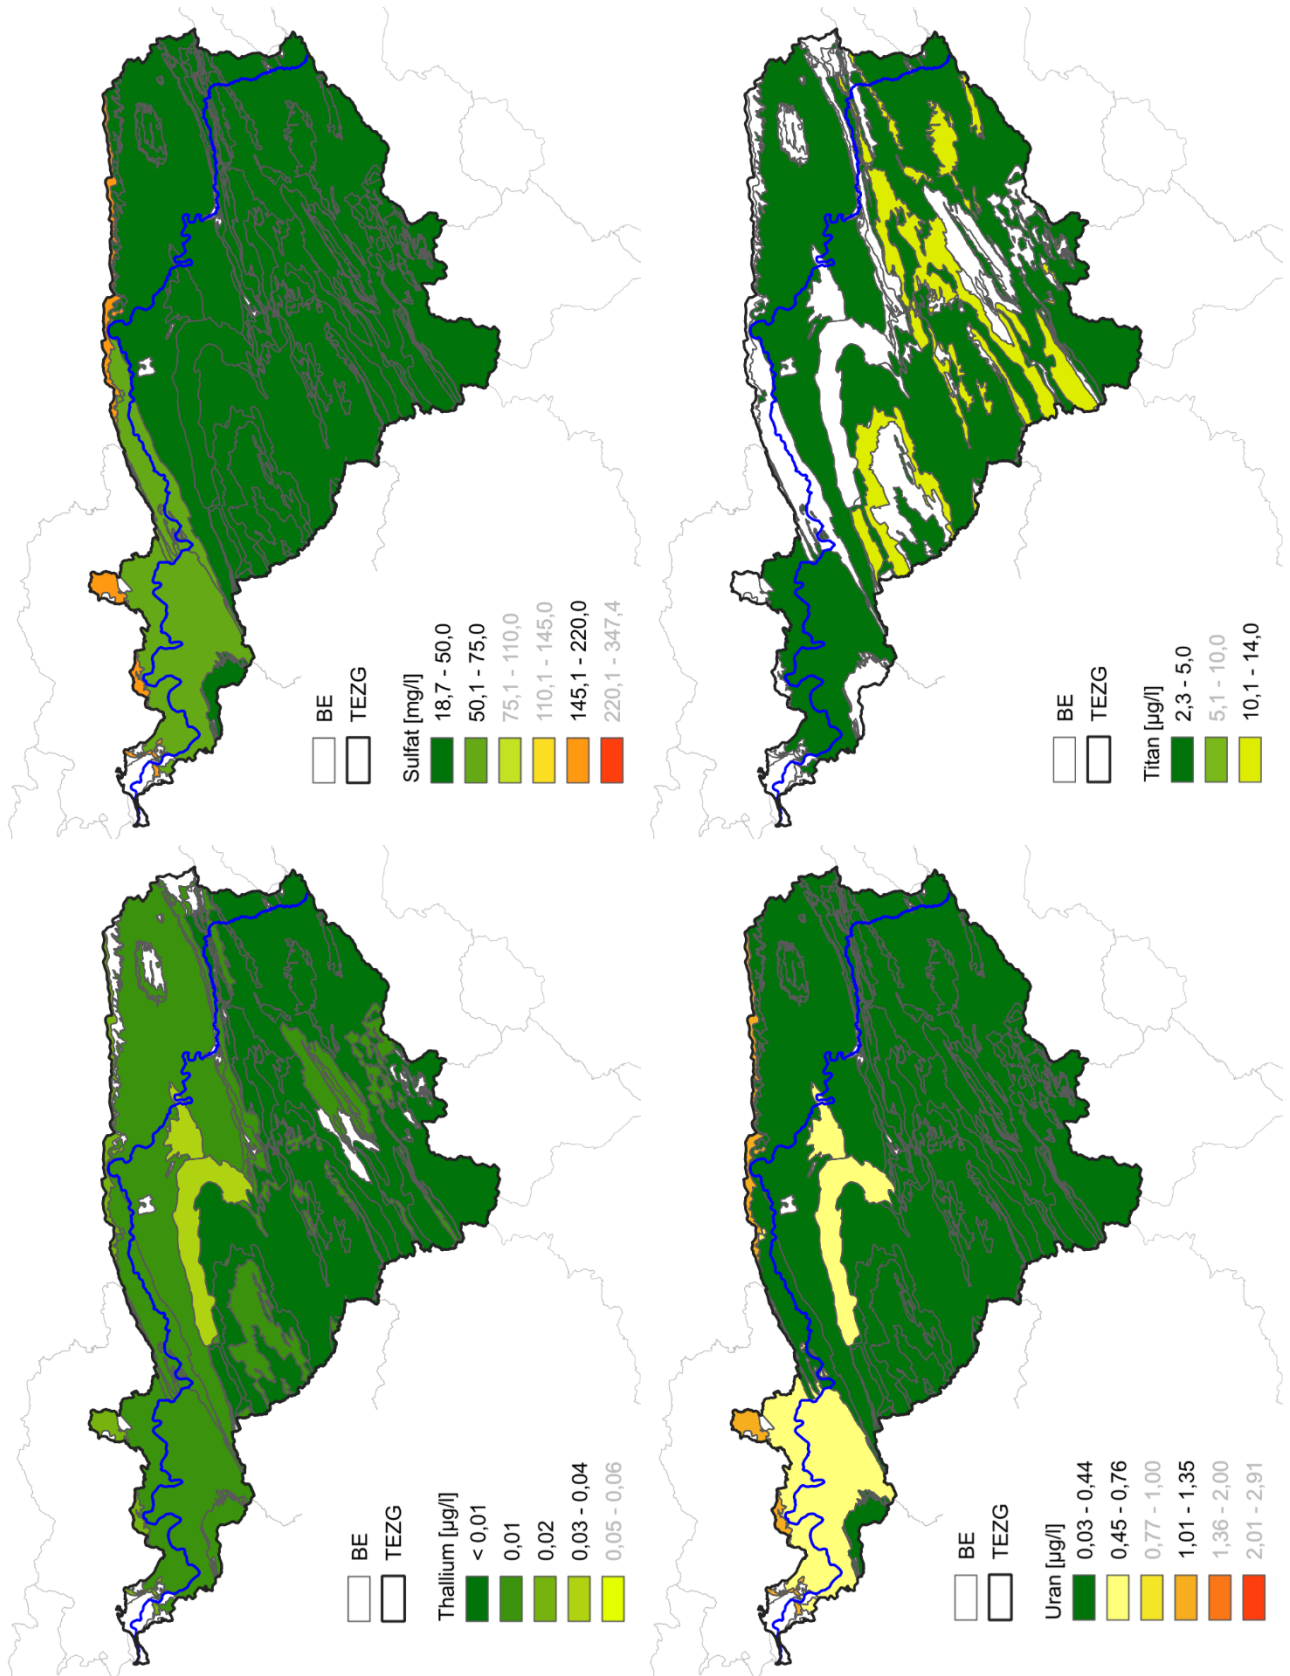 BE
TEZG
Thallium [µg/l]
< 0,01
0,01
0,02
0,03 - 0,04
0,05 - 0,06
BE
TEZG
Sulfat [mg/l]
18,7 - 50,0
50,1 - 75,0
75,1 - 110,0
110,1 - 145,0
145,1 - 220,0
220,1 - 347,4
BE
TEZG
Uran [µg/l]
0,03 - 0,44
0,45 - 0,76
0,77 - 1,00
1,01 - 1,35
1,36 - 2,00
2,01 - 2,91
BE
TEZG
Titan [µg/l]
2,3 - 5,0
5,1 - 10,0
10,1 - 14,0